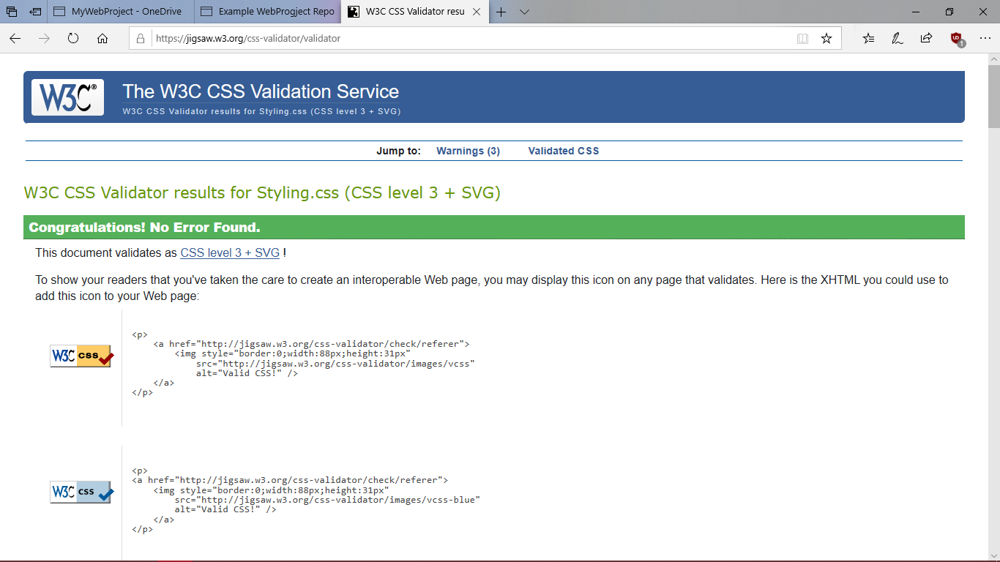 MyWebProject - OneDrive
Example WebProgject Repo
W3C CSS Validator resu
https://jigsaw.w3.org/css-validator/validator
UD
1
W3C®
The W3C CSS Validation Service
W3C CSS Validator results for Styling.css (CSS level 3 + SVG)
Jump to: Warnings (3) Validated CSS
W3C CSS Validator results for Styling.css (CSS level 3 + SVG)
Congratulations! No Error Found.
This document validates as CSS level 3 + SVG !
To show your readers that you've taken the care to create an interoperable Web page, you may display this icon on any page that validates. Here is the XHTML you could use to
add this icon to your Web page:
W3C css
<p>
    <a href="http://jigsaw.w3.org/css-validator/check/referer">
        <img style="border:0;width:88px;height:31px"
            src="http://jigsaw.w3.org/css-validator/images/vcss"
            alt="Valid CSS!" />
    </a>
</p>
W3C css
<p>
<a href="http://jigsaw.w3.org/css-validator/check/referer">
    <img style="border:0;width:88px;height:31px"
        src="http://jigsaw.w3.org/css-validator/images/vcss-blue"
        alt="Valid CSS!" />
    </a>
</p>